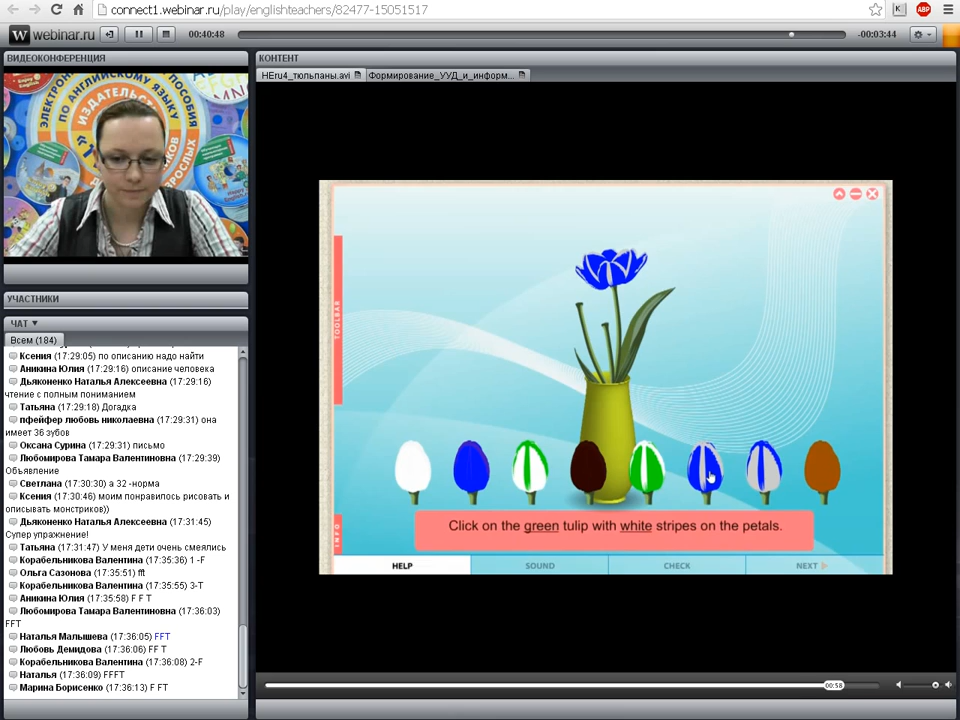 connect1.webinar.ru/play/englishteachers/82477-15051517
K
ABP
W webinar.ru
00:40:48
-00:03:44
ВИДЕОКОНФЕРЕНЦИЯ
ЭЛЕКТРОННЫЕ ПОСОБИЯ
ПО АНГЛИЙСКОМУ ЯЗЫКУ
УЧАСТНИКИ
ЧАТ
Всем (184)
Ксения (17:29:05) по описанию надо найти
Аникина Юлия (17:29:16) описание человека
Дьяконенко Наталья Алексеевна (17:29:16)
чтение с полным пониманием
Татьяна (17:29:18) Догадка
пфейфер любовь николаевна (17:29:31) она
имеет 36 зубов
Оксана Сурина (17:29:31) письмо
Любомирова Тамара Валентиновна (17:29:39)
Объявление
Светлана (17:29:30) а 32 -норма
Ксения (17:30:46) моим понравилось рисовать и
описывать монстриков))
Дьяконенко Наталья Алексеевна (17:31:45)
Супер упражнение!
Татьяна (17:31:47) У меня дети очень смеялись
Корабельникова Валентина (17:35:36) 1 -F
Ольга Сазонова (17:35:51) fft
Корабельникова Валентина (17:35:55) 3-T
Аникина Юлия (17:35:58) F F T
Любомирова Тамара Валентиновна (17:36:03)
FFT
Наталья Малышева (17:36:05) FFT
Любовь Демидова (17:36:06) FF T
Корабельникова Валентина (17:36:08) 2-F
Наталья (17:36:09) FFFT
Марина Борисенко (17:36:13) F FT
КОНТЕНТ
HEru4_тюльпаны.avi
Формирование_УУД_и_информ...
TOOLBAR
INFO
Click on the green tulip with white stripes on the petals.
HELP
SOUND
CHECK
NEXT
00:58